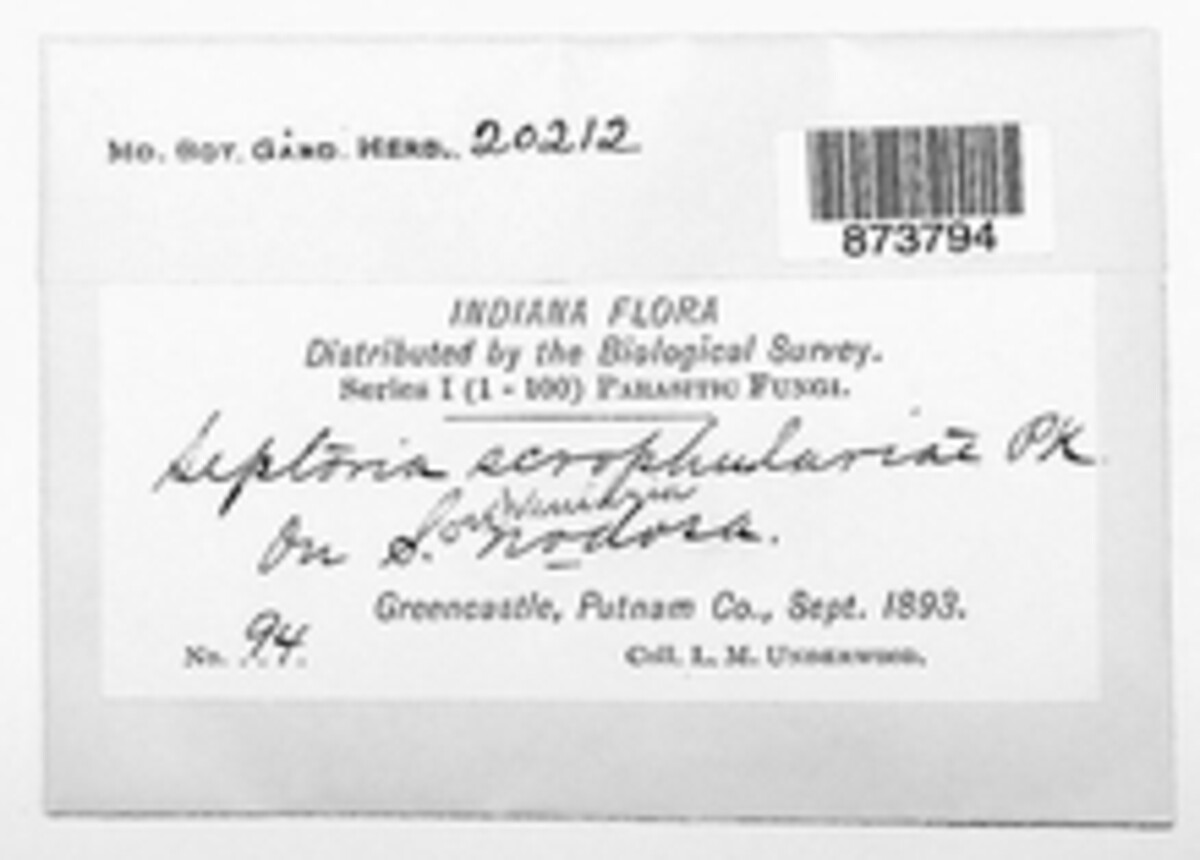 Mo. Bot. Gard. Herb. 20212
873794
INDIANA FLORA
Distributed by the Biological Survey.
Series I (1 - 100) Parasitic Fungi.
Septoria scrophulariae Pk.
On S. nodosa.
Greencastle, Putnam Co., Sept. 1893.
No. 94.
Coll. L. M. Underwood.